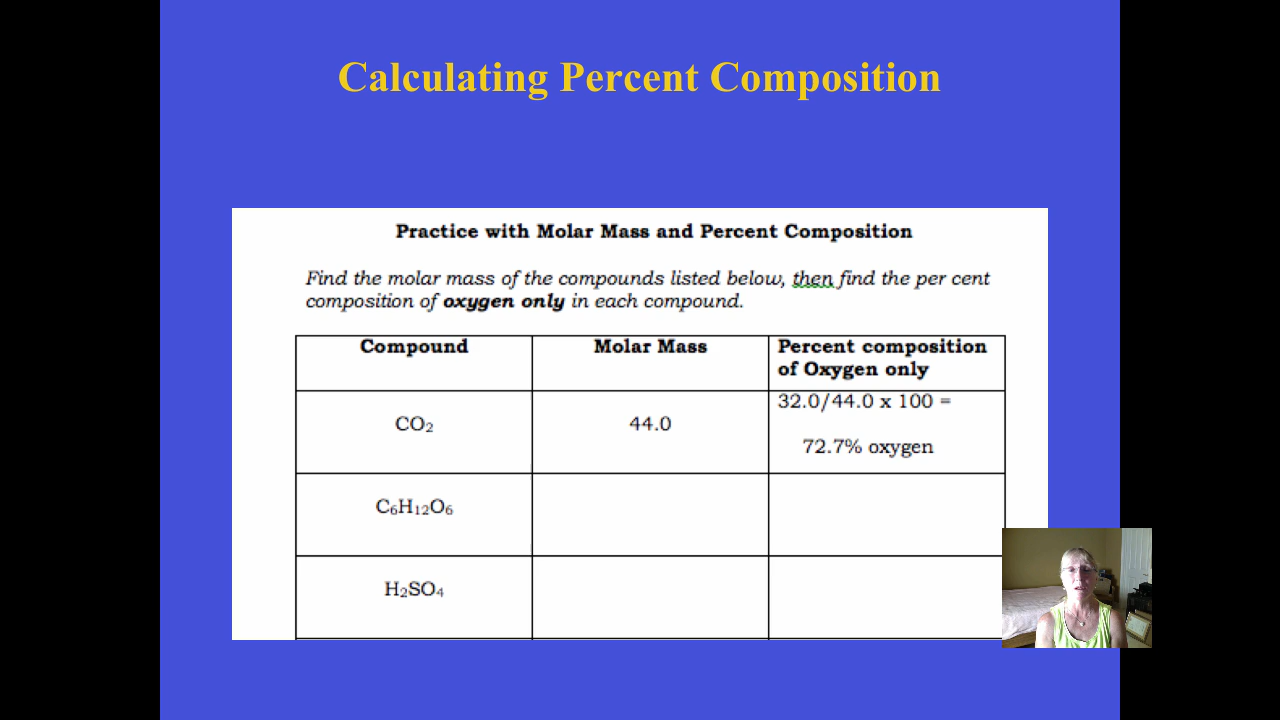 Calculating Percent Composition
Practice with Molar Mass and Percent Composition
Find the molar mass of the compounds listed below, then find the per cent
composition of oxygen only in each compound.
Compound
Molar Mass
Percent composition
of Oxygen only
CO₂
44.0
32.0/44.0 x 100 =
72.7% oxygen
C₆H₁₂O₆
H₂SO₄